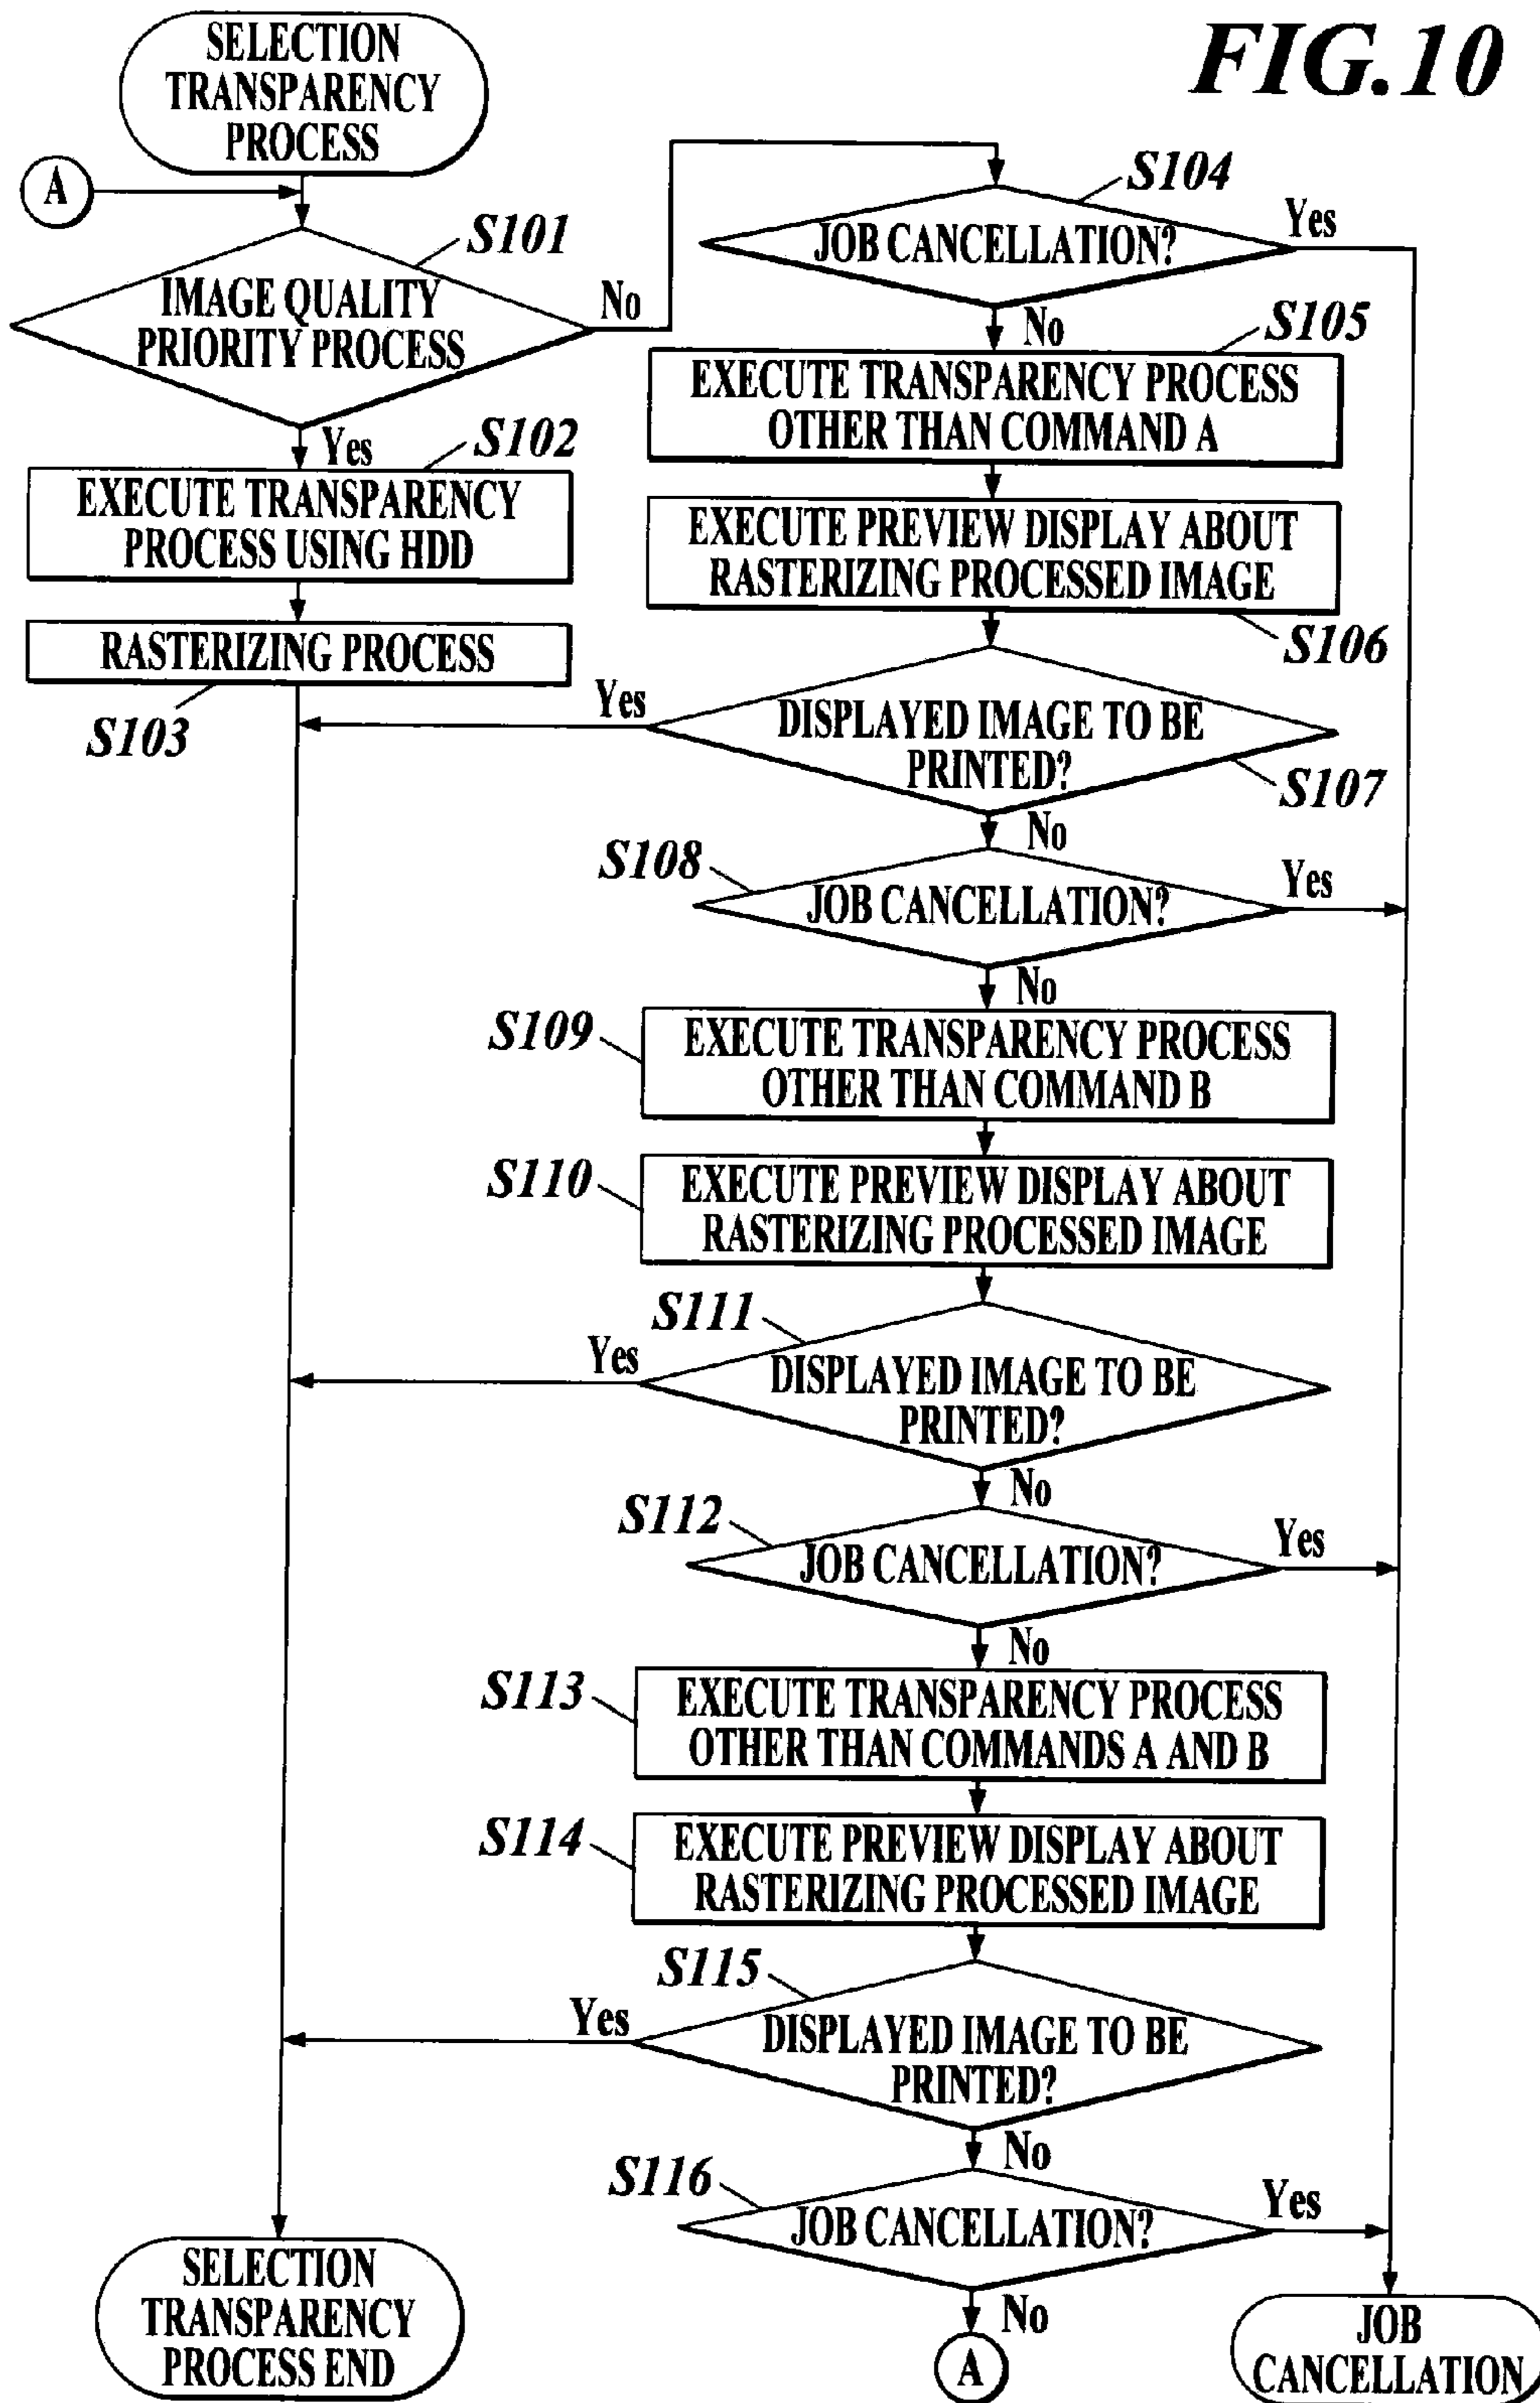 FIG.10
SELECTION
TRANSPARENCY
PROCESS
A
S101
IMAGE QUALITY
PRIORITY PROCESS
No
Yes
S102
EXECUTE TRANSPARENCY
PROCESS USING HDD
RASTERIZING PROCESS
S103
S104
JOB CANCELLATION?
Yes
No
S105
EXECUTE TRANSPARENCY PROCESS
OTHER THAN COMMAND A
EXECUTE PREVIEW DISPLAY ABOUT
RASTERIZING PROCESSED IMAGE
S106
Yes
DISPLAYED IMAGE TO BE
PRINTED?
S107
No
S108
JOB CANCELLATION?
Yes
No
S109
EXECUTE TRANSPARENCY PROCESS
OTHER THAN COMMAND B
S110
EXECUTE PREVIEW DISPLAY ABOUT
RASTERIZING PROCESSED IMAGE
S111
Yes
DISPLAYED IMAGE TO BE
PRINTED?
No
S112
JOB CANCELLATION?
Yes
No
S113
EXECUTE TRANSPARENCY PROCESS
OTHER THAN COMMANDS A AND B
S114
EXECUTE PREVIEW DISPLAY ABOUT
RASTERIZING PROCESSED IMAGE
S115
Yes
DISPLAYED IMAGE TO BE
PRINTED?
No
S116
JOB CANCELLATION?
Yes
No
A
SELECTION
TRANSPARENCY
PROCESS END
JOB
CANCELLATION